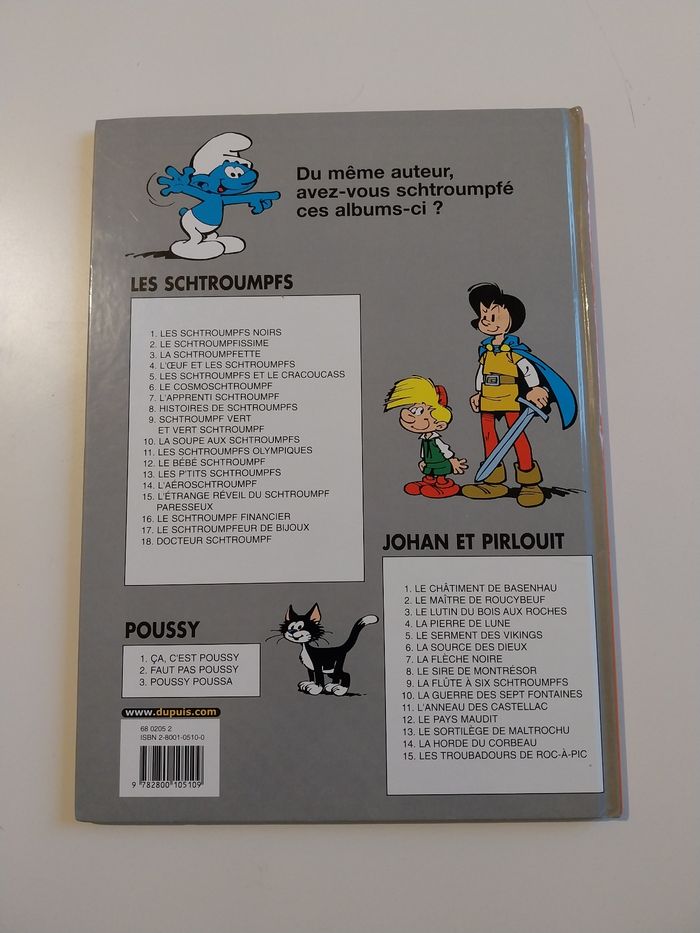 Du même auteur,
avez-vous schtroumpfé
ces albums-ci ?
LES SCHTROUMPFS
1. LES SCHTROUMPFS NOIRS
2. LE SCHTROUMPFISSIME
3. LA SCHTROUMPFETTE
4. L'ŒUF ET LES SCHTROUMPFS
5. LES SCHTROUMPFS ET LE CRACOUCASS
6. LE COSMOSCHTROUMPF
7. L'APPRENTI SCHTROUMPF
8. HISTOIRES DE SCHTROUMPFS
9. SCHTROUMPF VERT
ET VERT SCHTROUMPF
10. LA SOUPE AUX SCHTROUMPFS
11. LES SCHTROUMPFS OLYMPIQUES
12. LE BÉBÉ SCHTROUMPF
13. LES P'TITS SCHTROUMPFS
14. L'AÉROSCHTROUMPF
15. L'ÉTRANGE RÉVEIL DU SCHTROUMPF
PARESSEUX
16. LE SCHTROUMPF FINANCIER
17. LE SCHTROUMPFEUR DE BIJOUX
18. DOCTEUR SCHTROUMPF
JOHAN ET PIRLOUIT
1. LE CHÂTIMENT DE BASENHAU
2. LE MAÎTRE DE ROUCYBEUF
3. LE LUTIN DU BOIS AUX ROCHES
4. LA PIERRE DE LUNE
5. LE SERMENT DES VIKINGS
6. LA SOURCE DES DIEUX
7. LA FLÈCHE NOIRE
8. LE SIRE DE MONTRÉSOR
9. LA FLÛTE À SIX SCHTROUMPFS
10. LA GUERRE DES SEPT FONTAINES
11. L'ANNEAU DES CASTELLAC
12. LE PAYS MAUDIT
13. LE SORTILÈGE DE MALTROCHU
14. LA HORDE DU CORBEAU
15. LES TROUBADOURS DE ROC-À-PIC
POUSSY
1. ÇA, C'EST POUSSY
2. FAUT PAS POUSSY
3. POUSSY POUSSA
www.dupuis.com
68 0205 2
ISBN 2-8001-0510-0
9 782800 105109